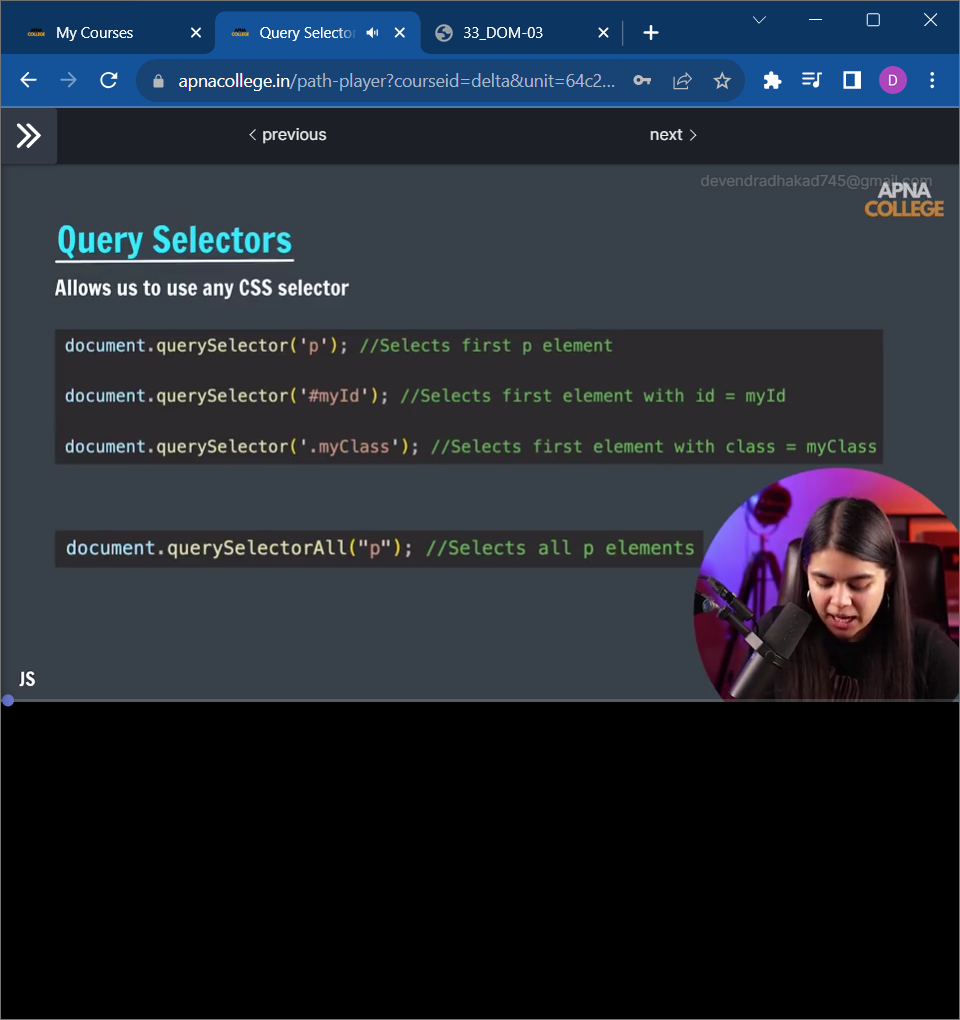 My Courses
Query Selector
33_DOM-03
apnacollege.in/path-player?courseid=delta&unit=64c2...
D
previous
next
devendradhakad745@gmail.com
APNA
COLLEGE
Query Selectors
Allows us to use any CSS selector
document.querySelector('p'); //Selects first p element
document.querySelector('#myId'); //Selects first element with id = myId
document.querySelector('.myClass'); //Selects first element with class = myClass
document.querySelectorAll("p"); //Selects all p elements
JS